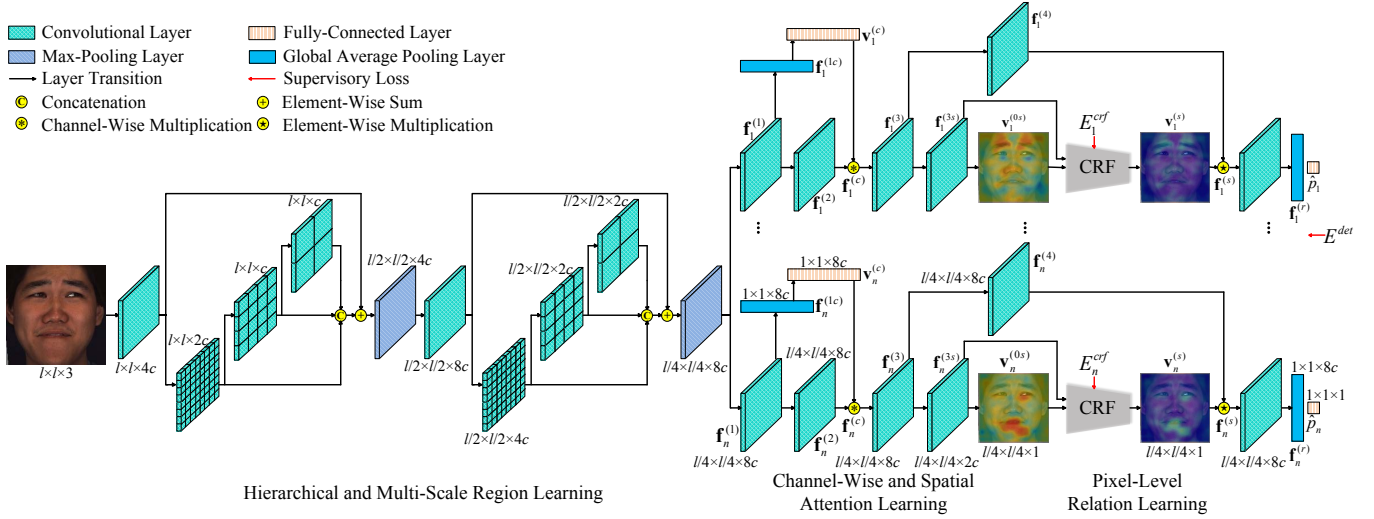 Convolutional Layer
Fully-Connected Layer
Max-Pooling Layer
Global Average Pooling Layer
Layer Transition
Supervisory Loss
C Concatenation
+ Element-Wise Sum
* Channel-Wise Multiplication
★ Element-Wise Multiplication
l×l×3
l×l×4c
l×l×2c
l×l×c
l×l×c
C
+
l/2×l/2×4c
l/2×l/2×8c
l/2×l/2×4c
l/2×l/2×2c
l/2×l/2×2c
C
+
l/4×l/4×8c
Hierarchical and Multi-Scale Region Learning
f₁⁽¹⁾
f₁⁽¹ᶜ⁾
v₁⁽ᶜ⁾
f₁⁽²⁾
*
f₁⁽ᶜ⁾
f₁⁽³⁾
f₁⁽³ˢ⁾
f₁⁽⁴⁾
v₁⁽⁰ˢ⁾
E₁ᶜʳᶠ
CRF
v₁⁽ˢ⁾
★
f₁⁽ˢ⁾
f₁⁽ʳ⁾
p̂₁
⋮
⋮
⋮
Eᵈᵉᵗ
fₙ⁽¹⁾
l/4×l/4×8c
1×1×8c
fₙ⁽¹ᶜ⁾
1×1×8c
vₙ⁽ᶜ⁾
l/4×l/4×8c
fₙ⁽²⁾
*
fₙ⁽ᶜ⁾
fₙ⁽³⁾
l/4×l/4×8c
fₙ⁽³ˢ⁾
l/4×l/4×2c
l/4×l/4×8c
fₙ⁽⁴⁾
vₙ⁽⁰ˢ⁾
l/4×l/4×1
Eₙᶜʳᶠ
CRF
vₙ⁽ˢ⁾
l/4×l/4×1
★
fₙ⁽ˢ⁾
l/4×l/4×8c
1×1×8c
fₙ⁽ʳ⁾
1×1×1
p̂ₙ
Channel-Wise and Spatial
Attention Learning
Pixel-Level
Relation Learning